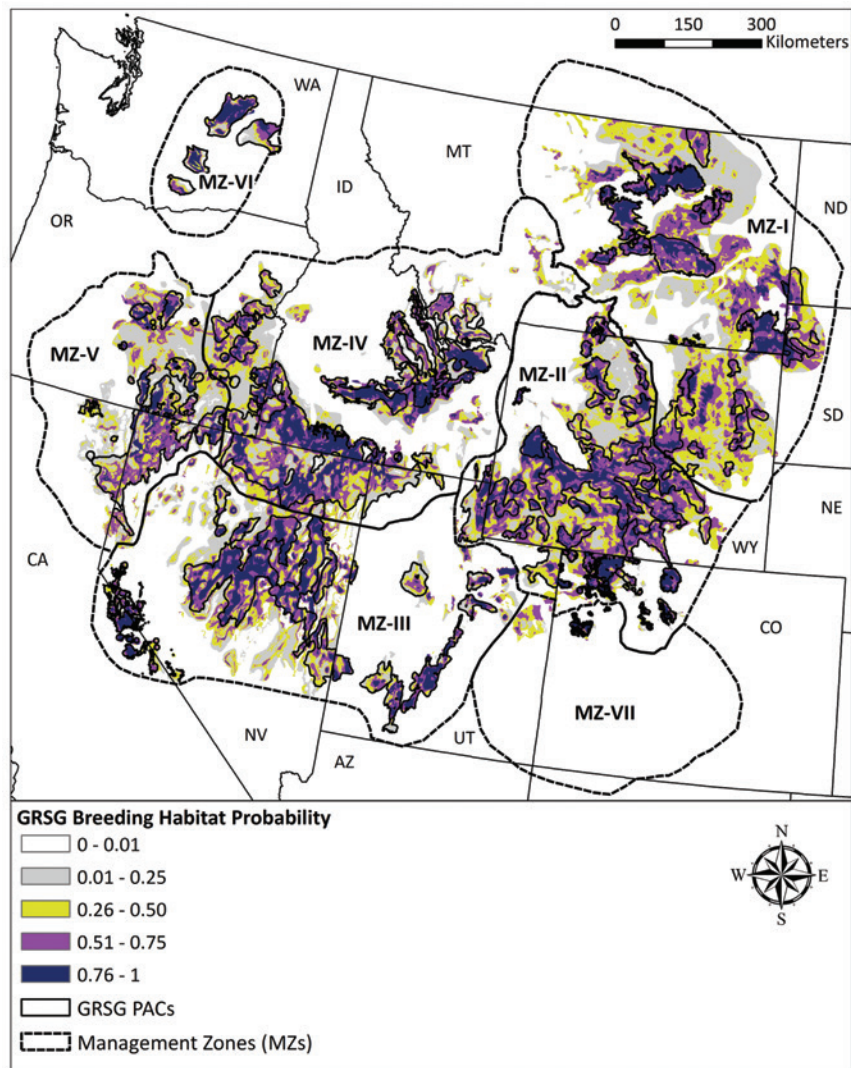 0 150 300
Kilometers
WA
MT
ND
MZ-VI
ID
OR
MZ-I
MZ-V
MZ-IV
MZ-II
SD
NE
WY
CA
MZ-III
CO
MZ-VII
NV
UT
AZ
GRSG Breeding Habitat Probability
0 - 0.01
0.01 - 0.25
0.26 - 0.50
0.51 - 0.75
0.76 - 1
GRSG PACs
Management Zones (MZs)
N
W E
S